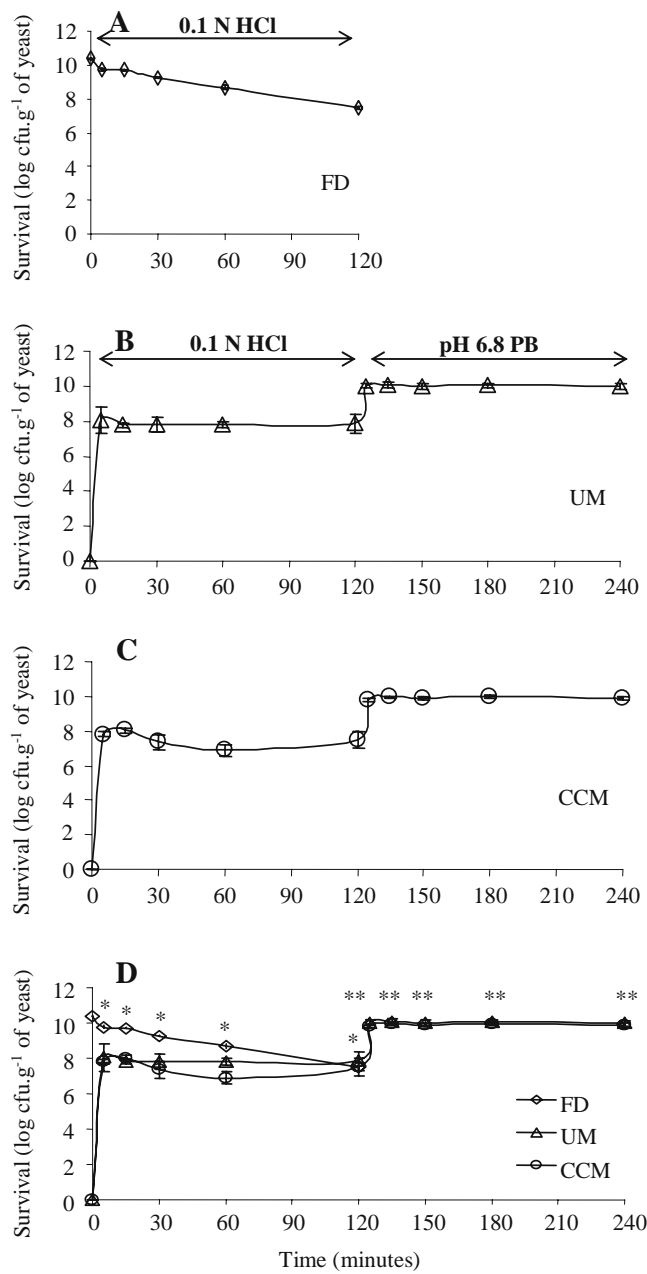 A
0.1 N HCl
Survival (log cfu.g⁻¹ of yeast)
12
10
8
6
4
2
0
FD
0 30 60 90 120
B
0.1 N HCl
pH 6.8 PB
Survival (log cfu.g⁻¹ of yeast)
12
10
8
6
4
2
0
UM
0 30 60 90 120 150 180 210 240
C
Survival (log cfu.g⁻¹ of yeast)
12
10
8
6
4
2
0
CCM
0 30 60 90 120 150 180 210 240
D
Survival (log cfu.g⁻¹ of yeast)
12
10
8
6
4
2
0
* * * * ** ** ** ** **
*
FD
UM
CCM
0 30 60 90 120 150 180 210 240
Time (minutes)